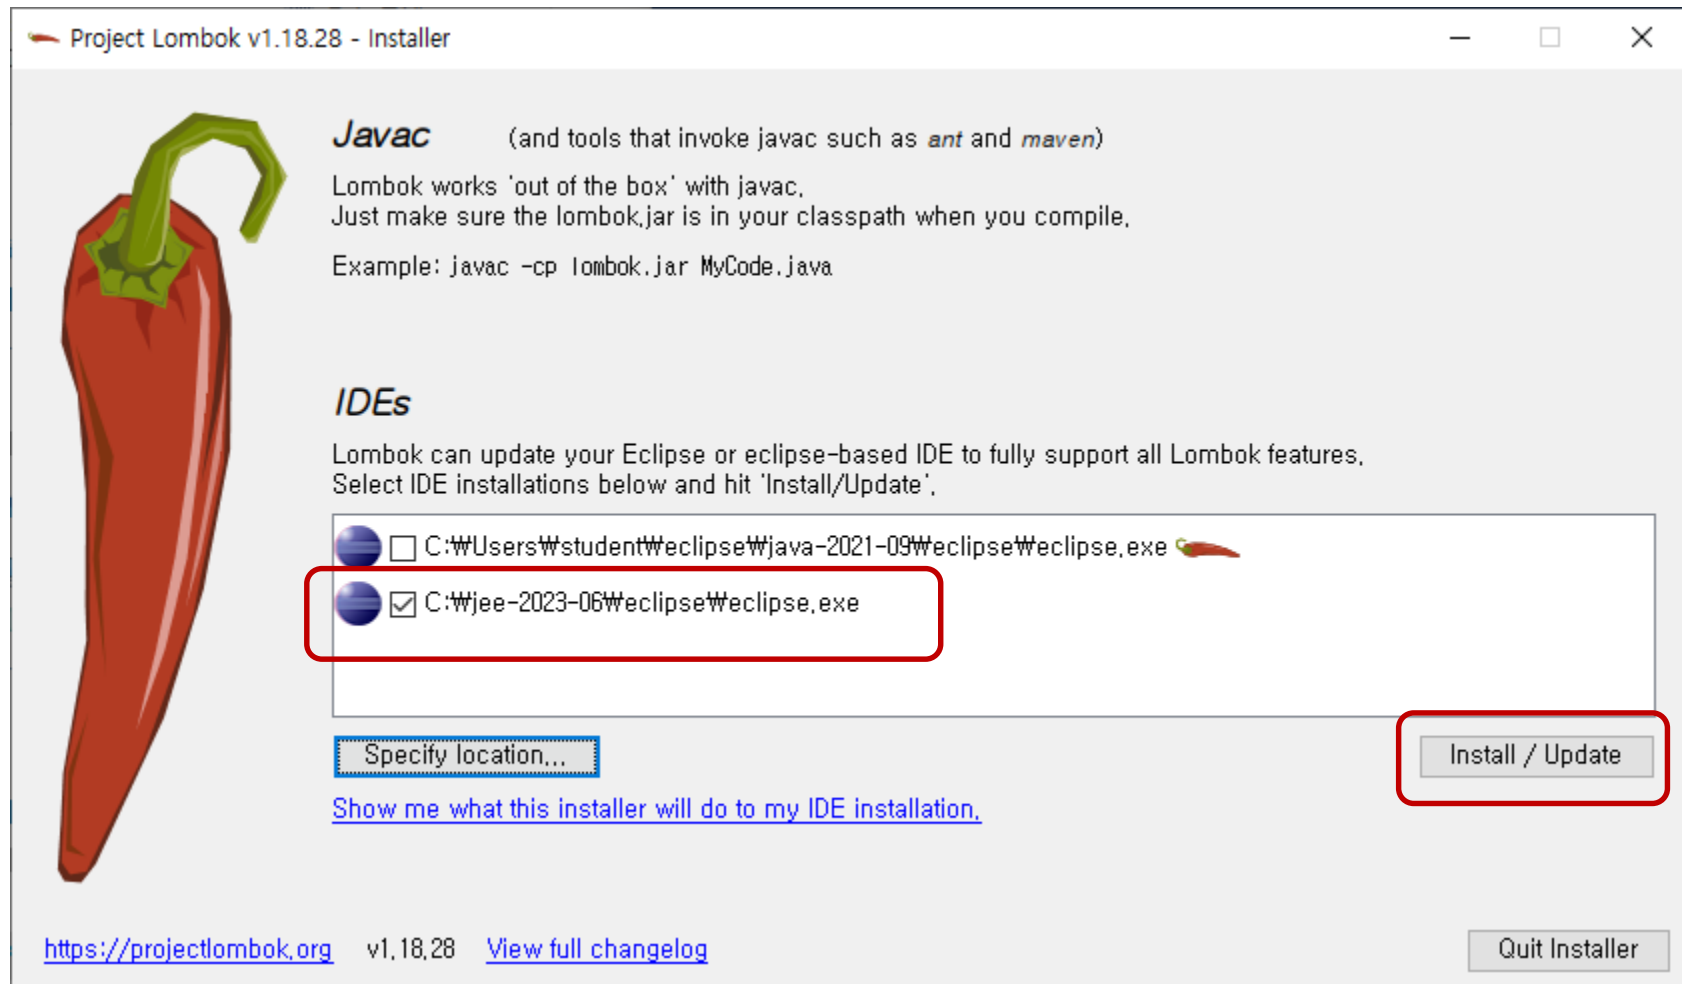 Project Lombok v1.18.28 - Installer
Javac (and tools that invoke javac such as ant and maven)
Lombok works 'out of the box' with javac.
Just make sure the lombok.jar is in your classpath when you compile.
Example: javac -cp lombok.jar MyCode.java
IDEs
Lombok can update your Eclipse or eclipse-based IDE to fully support all Lombok features.
Select IDE installations below and hit 'Install/Update'.
C:₩Users₩student₩eclipse₩java-2021-09₩eclipse₩eclipse.exe
C:₩jee-2023-06₩eclipse₩eclipse.exe
Specify location...
Install / Update
Show me what this installer will do to my IDE installation.
https://projectlombok.org v1.18.28 View full changelog
Quit Installer